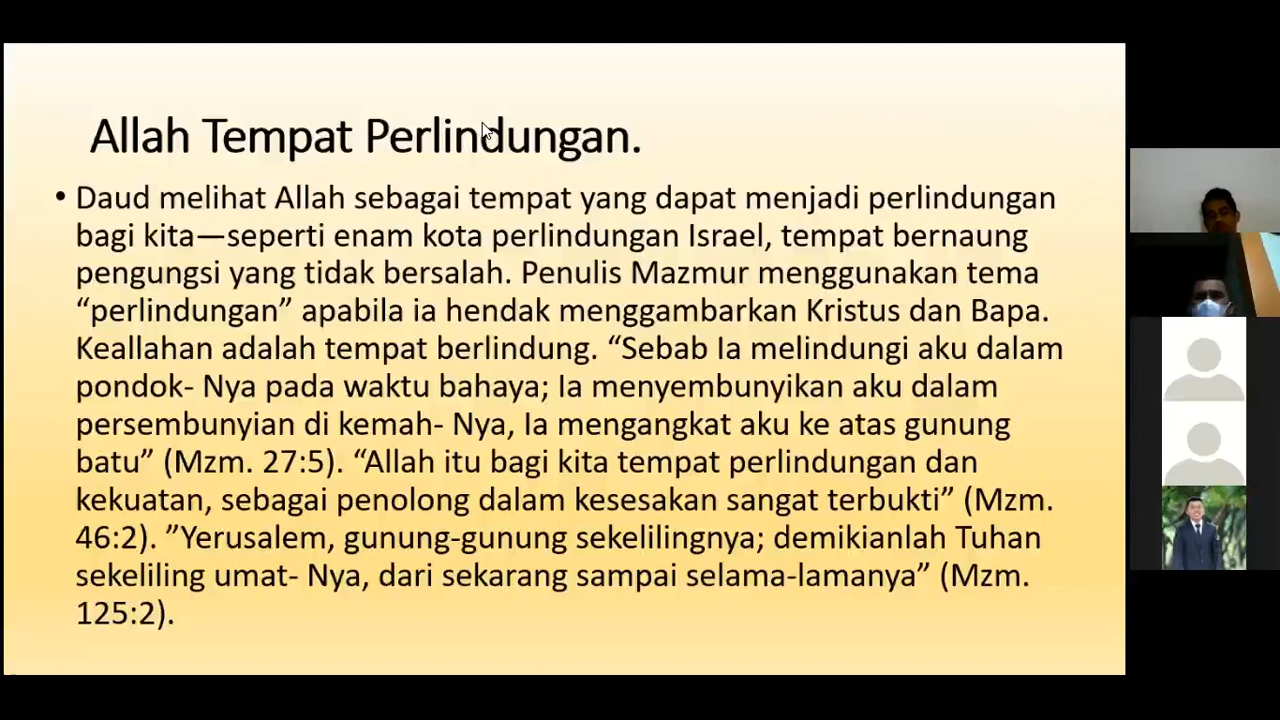 Allah Tempat Perlindungan.
• Daud melihat Allah sebagai tempat yang dapat menjadi perlindungan
bagi kita—seperti enam kota perlindungan Israel, tempat bernaung
pengungsi yang tidak bersalah. Penulis Mazmur menggunakan tema
“perlindungan” apabila ia hendak menggambarkan Kristus dan Bapa.
Keallahan adalah tempat berlindung. “Sebab Ia melindungi aku dalam
pondok- Nya pada waktu bahaya; Ia menyembunyikan aku dalam
persembunyian di kemah- Nya, Ia mengangkat aku ke atas gunung
batu” (Mzm. 27:5). “Allah itu bagi kita tempat perlindungan dan
kekuatan, sebagai penolong dalam kesesakan sangat terbukti” (Mzm.
46:2). ”Yerusalem, gunung-gunung sekelilingnya; demikianlah Tuhan
sekeliling umat- Nya, dari sekarang sampai selama-lamanya” (Mzm.
125:2).